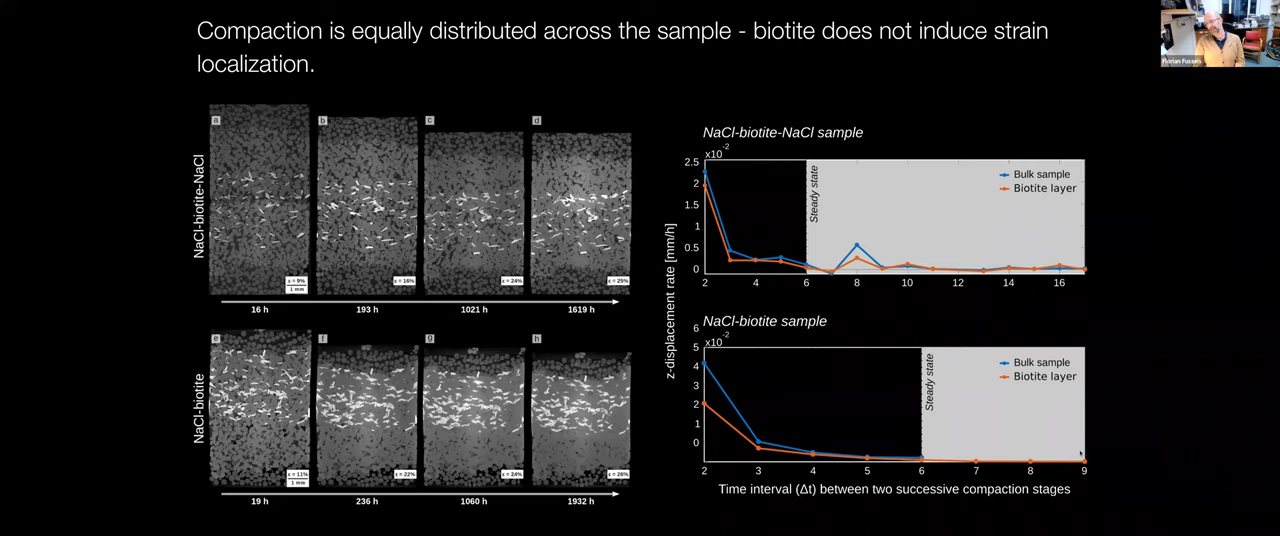 Compaction is equally distributed across the sample - biotite does not induce strain
localization.
Florian Fusseis
NaCl-biotite-NaCl
a
b
c
d
ε = 9%
1 mm
ε = 16%
ε = 24%
ε = 25%
16 h
193 h
1021 h
1619 h
NaCl-biotite
e
f
g
h
ε = 11%
1 mm
ε = 22%
ε = 24%
ε = 26%
19 h
236 h
1060 h
1932 h
z-displacement rate [mm/h]
NaCl-biotite-NaCl sample
x10-2
2.5
2
1.5
1
0.5
0
Steady state
Bulk sample
Biotite layer
2
4
6
8
10
12
14
16
NaCl-biotite sample
x10-2
6
5
4
3
2
1
0
Steady state
Bulk sample
Biotite layer
2
3
4
5
6
7
8
9
Time interval (Δt) between two successive compaction stages